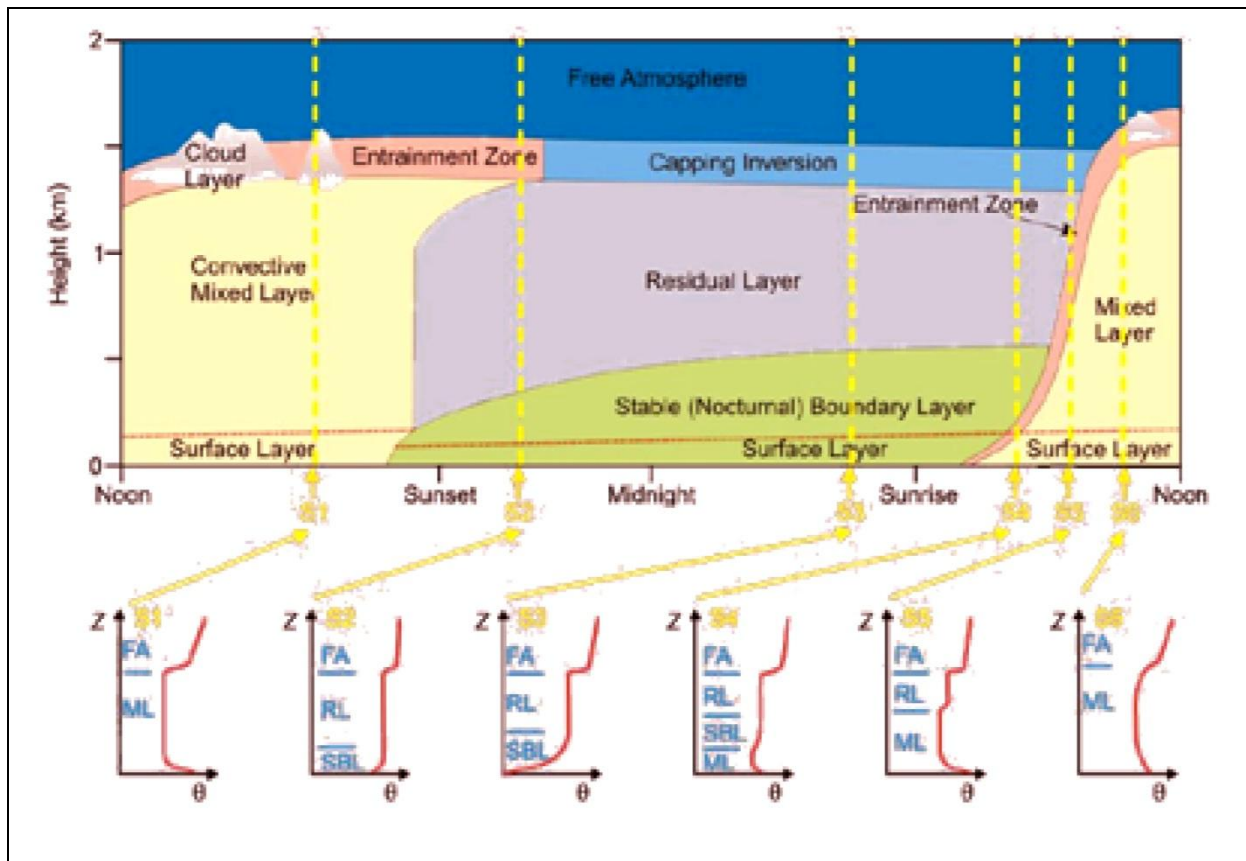 2
Free Atmosphere
Cloud
Layer
Entrainment Zone
Capping Inversion
Entrainment Zone
Height (km)
1
Convective
Mixed Layer
Residual Layer
Mixed
Layer
Stable (Nocturnal) Boundary Layer
Surface Layer
Surface Layer
Surface Layer
0
Noon
Sunset
Midnight
Sunrise
Noon
S1
S2
S3
S4
S5
S6
Z
S1
FA
ML
θ
Z
S2
FA
RL
SBL
θ
Z
S3
FA
RL
SBL
θ
Z
S4
FA
RL
SBL
ML
θ
Z
S5
FA
RL
ML
θ
Z
S6
FA
ML
θ